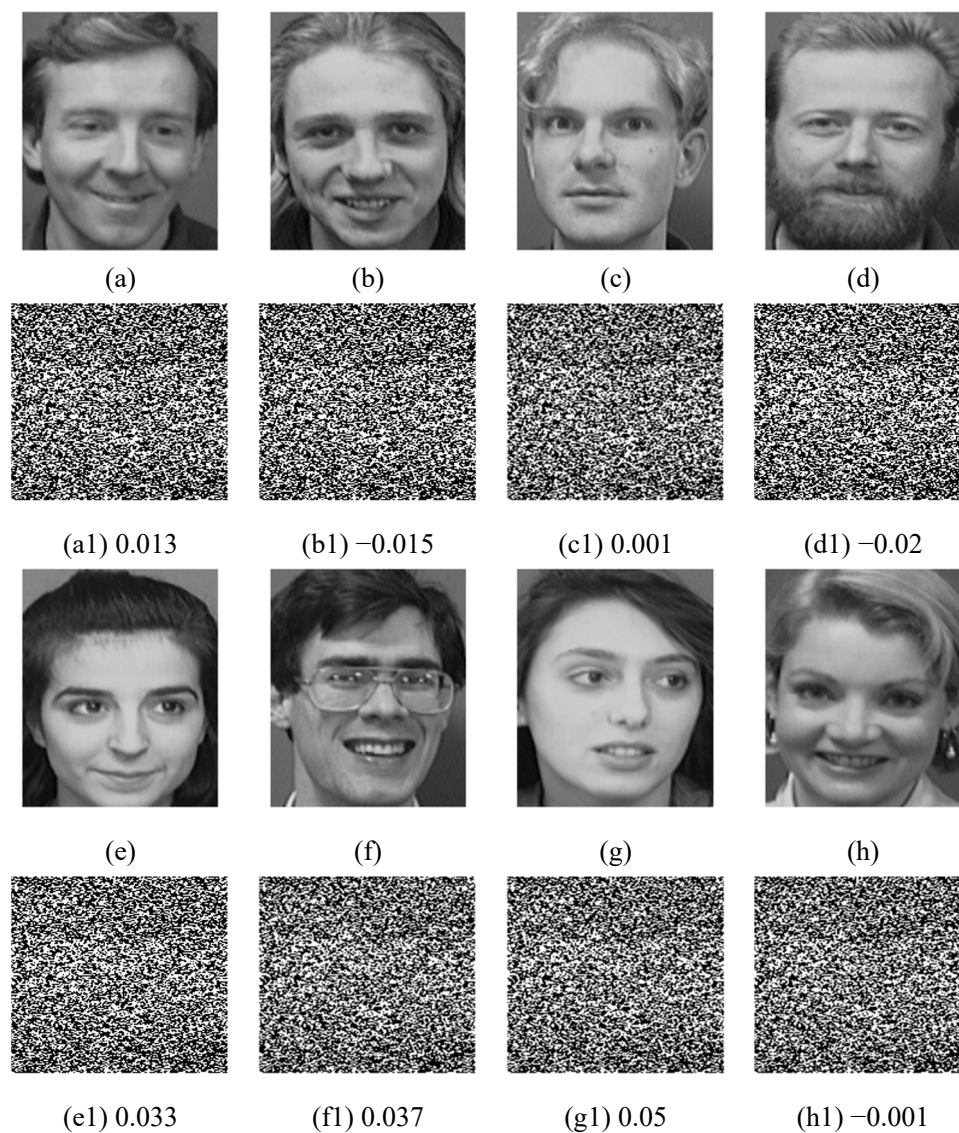 (a) (b) (c) (d)
(a1) 0.013 (b1) −0.015 (c1) 0.001 (d1) −0.02
(e) (f) (g) (h)
(e1) 0.033 (f1) 0.037 (g1) 0.05 (h1) −0.001